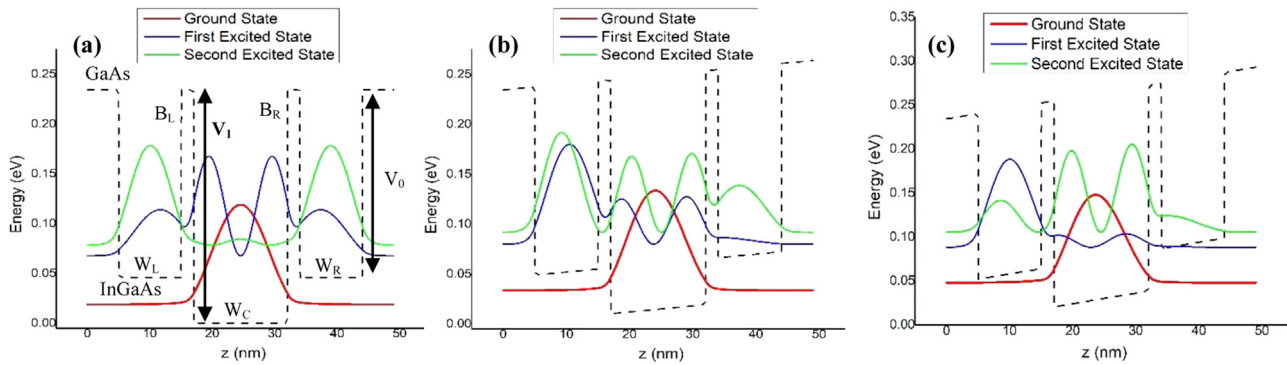 (a)
Ground State
First Excited State
Second Excited State
GaAs
B_L
V_1
B_R
V_0
W_L
W_R
InGaAs
W_C
Energy (eV)
0.25
0.20
0.15
0.10
0.05
0.00
0 10 20 30 40 50
z (nm)
(b)
Ground State
First Excited State
Second Excited State
Energy (eV)
0.25
0.20
0.15
0.10
0.05
0.00
0 10 20 30 40 50
z (nm)
(c)
Ground State
First Excited State
Second Excited State
Energy (eV)
0.35
0.30
0.25
0.20
0.15
0.10
0.05
0.00
0 10 20 30 40 50
z (nm)